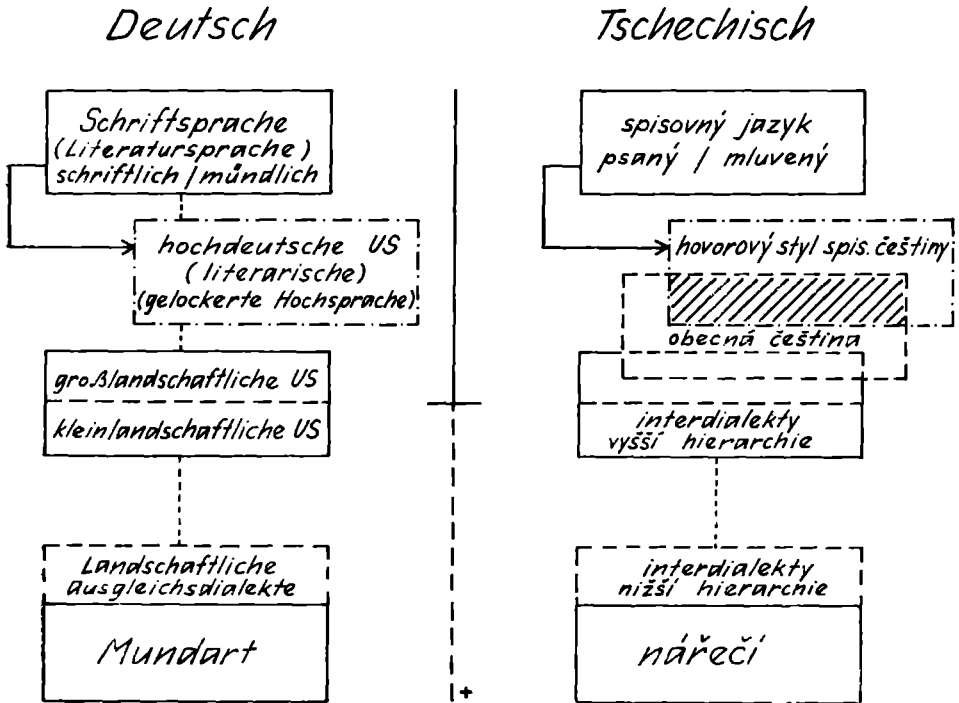 Deutsch
Schriftsprache
(Literatursprache)
schriftlich / mündlich
hochdeutsche US
(literarische)
(gelockerte Hochsprache)
großlandschaftliche US
kleinlandschaftliche US
Landschaftliche
Ausgleichsdialekte
Mundart
+
Tschechisch
spisovný jazyk
psaný / mluvený
hovorový styl spis. češtiny
obecná čeština
interdialekty
vyšší hierarchie
interdialekty
nižší hierarchie
nářečí